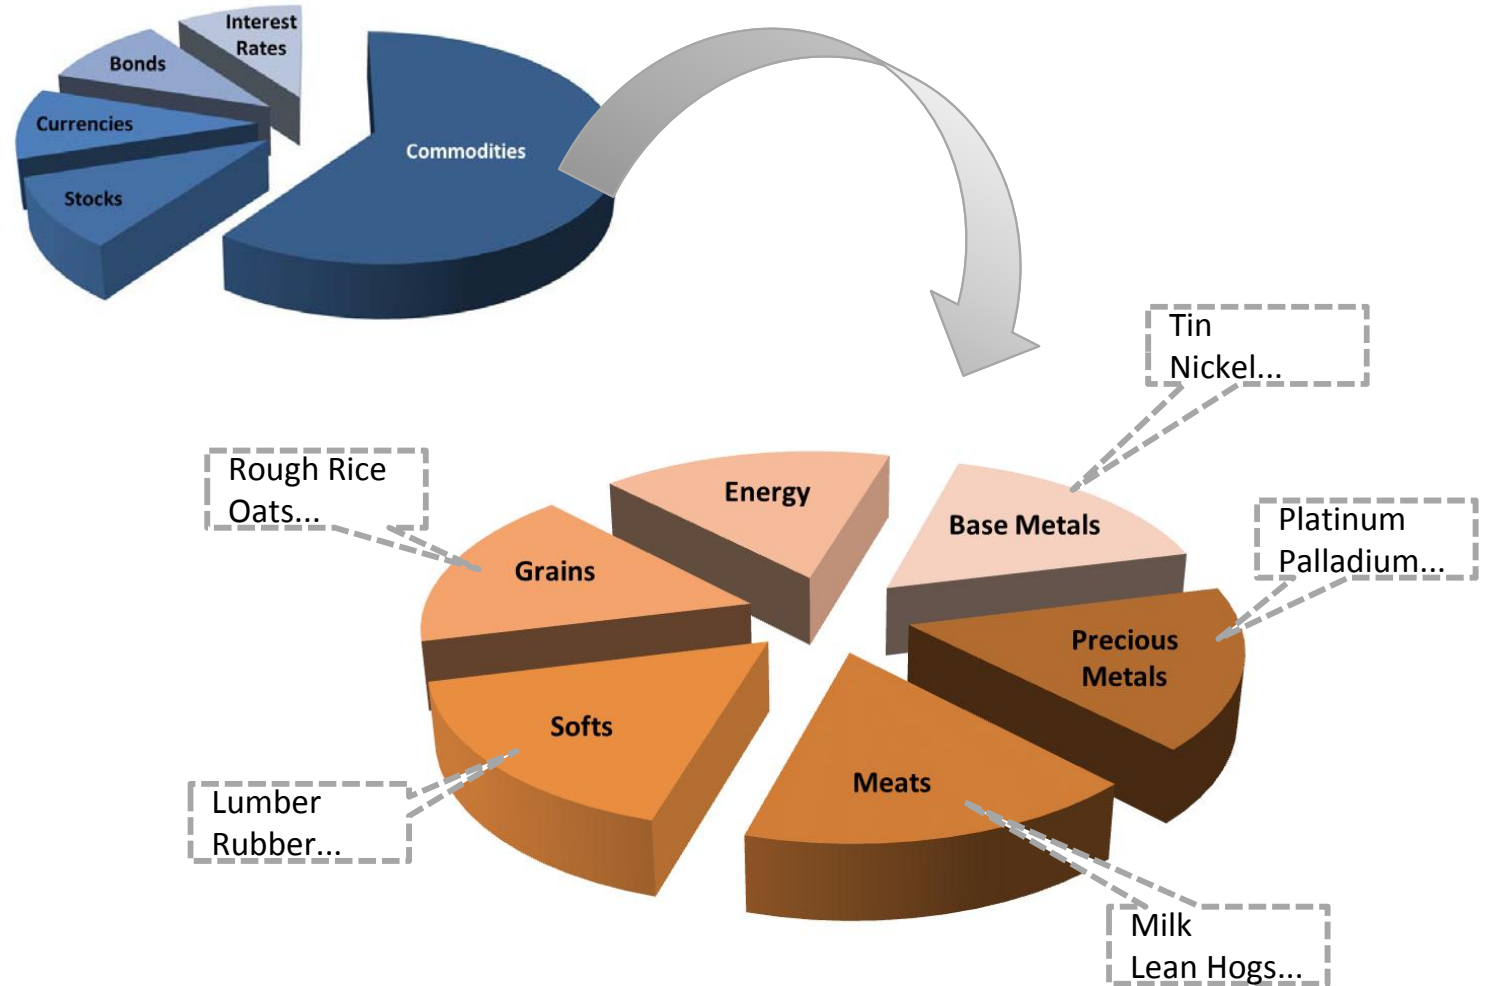 Interest
Rates
Bonds
Currencies
Commodities
Stocks
Tin
Nickel...
Rough Rice
Oats...
Energy
Base Metals
Platinum
Palladium...
Grains
Precious
Metals
Softs
Meats
Lumber
Rubber...
Milk
Lean Hogs...